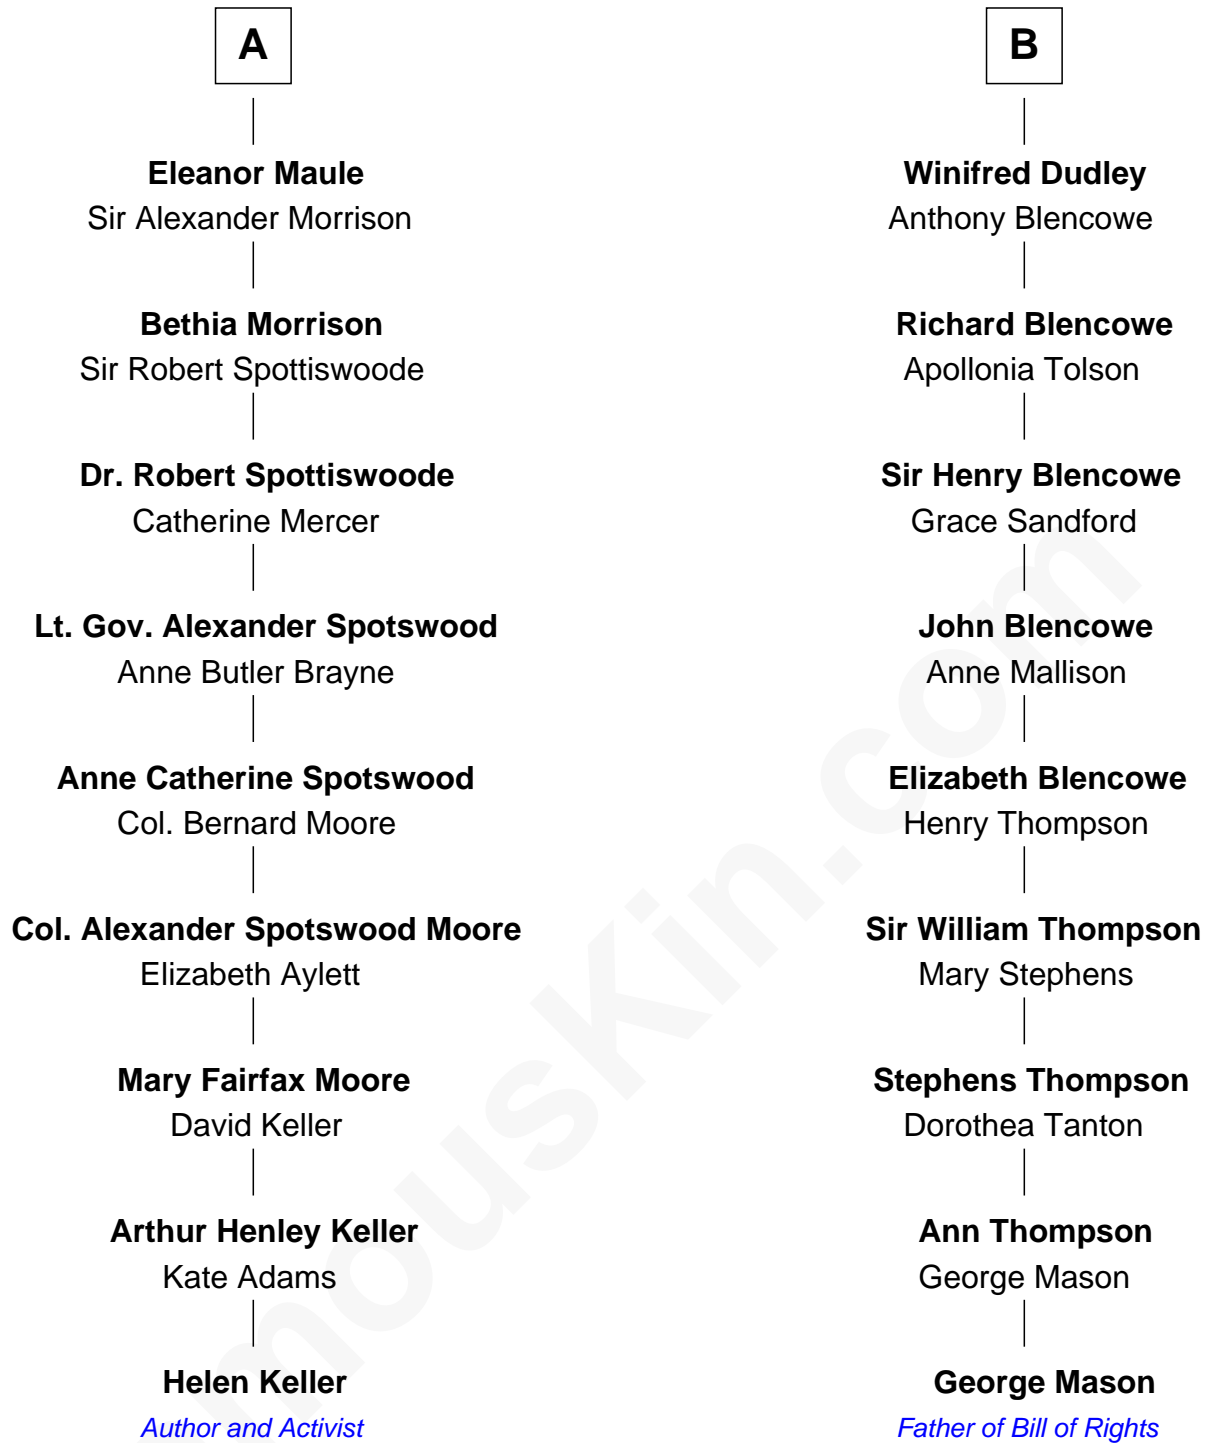 A
Eleanor Maule
Sir Alexander Morrison
Bethia Morrison
Sir Robert Spottiswoode
Dr. Robert Spottiswoode
Catherine Mercer
Lt. Gov. Alexander Spotswood
Anne Butler Brayne
Anne Catherine Spotswood
Col. Bernard Moore
Col. Alexander Spotswood Moore
Elizabeth Aylett
Mary Fairfax Moore
David Keller
Arthur Henley Keller
Kate Adams
Helen Keller
Author and Activist
B
Winifred Dudley
Anthony Blencowe
Richard Blencowe
Apollonia Tolson
Sir Henry Blencowe
Grace Sandford
John Blencowe
Anne Mallison
Elizabeth Blencowe
Henry Thompson
Sir William Thompson
Mary Stephens
Stephens Thompson
Dorothea Tanton
Ann Thompson
George Mason
George Mason
Father of Bill of Rights
mousKin.com